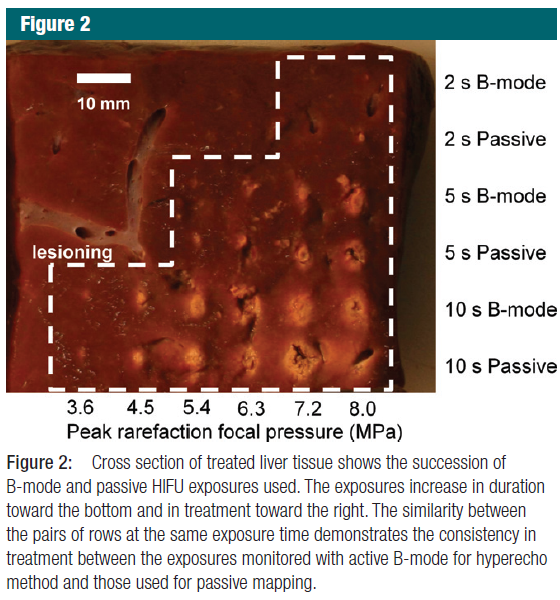 Figure 2
10 mm
lesioning
2 s B-mode
2 s Passive
5 s B-mode
5 s Passive
10 s B-mode
10 s Passive
3.6 4.5 5.4 6.3 7.2 8.0
Peak rarefaction focal pressure (MPa)
Figure 2: Cross section of treated liver tissue shows the succession of
B-mode and passive HIFU exposures used. The exposures increase in duration
toward the bottom and in treatment toward the right. The similarity between
the pairs of rows at the same exposure time demonstrates the consistency in
treatment between the exposures monitored with active B-mode for hyperecho
method and those used for passive mapping.